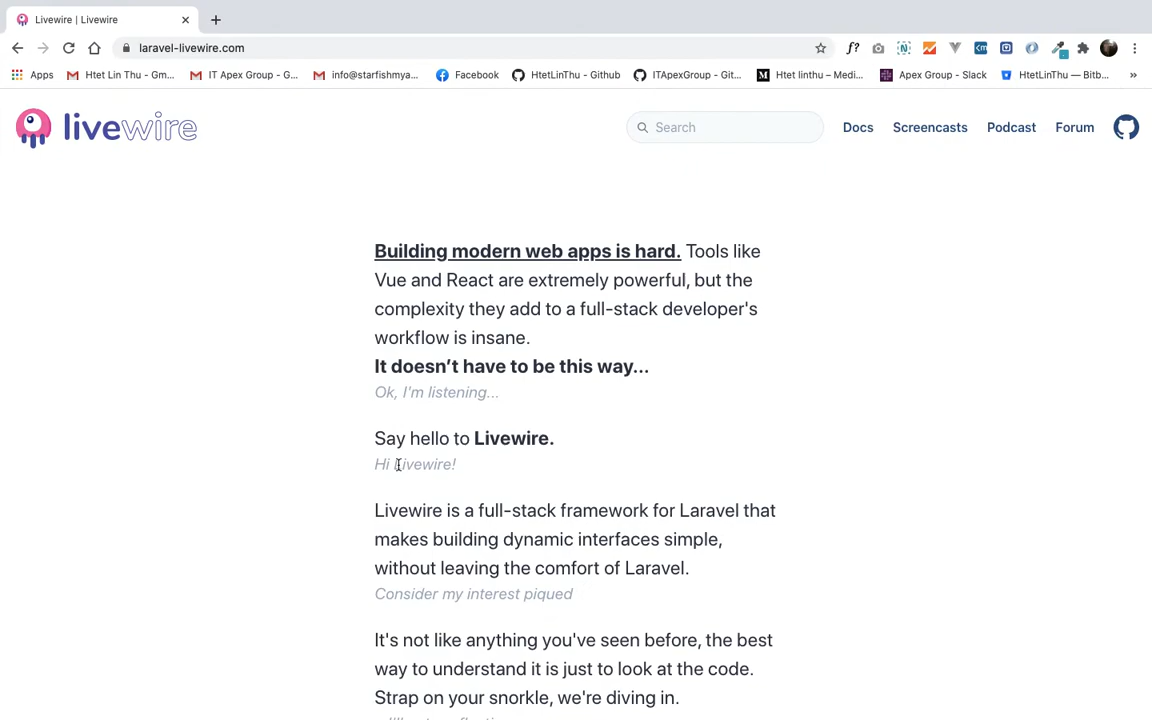 Livewire | Livewire
laravel-livewire.com
f?
Apps
Htet Lin Thu - Gm...
IT Apex Group - G...
info@starfishmya...
Facebook
HtetLinThu - Github
ITApexGroup - Git...
Htet linthu – Medi...
Apex Group - Slack
HtetLinThu — Bitb...
»
livewire
Search
Docs
Screencasts
Podcast
Forum
Building modern web apps is hard. Tools like
Vue and React are extremely powerful, but the
complexity they add to a full-stack developer's
workflow is insane.
It doesn't have to be this way...
Ok, I'm listening...
Say hello to Livewire.
Hi Livewire!
Livewire is a full-stack framework for Laravel that
makes building dynamic interfaces simple,
without leaving the comfort of Laravel.
Consider my interest piqued
It's not like anything you've seen before, the best
way to understand it is just to look at the code.
Strap on your snorkle, we're diving in.